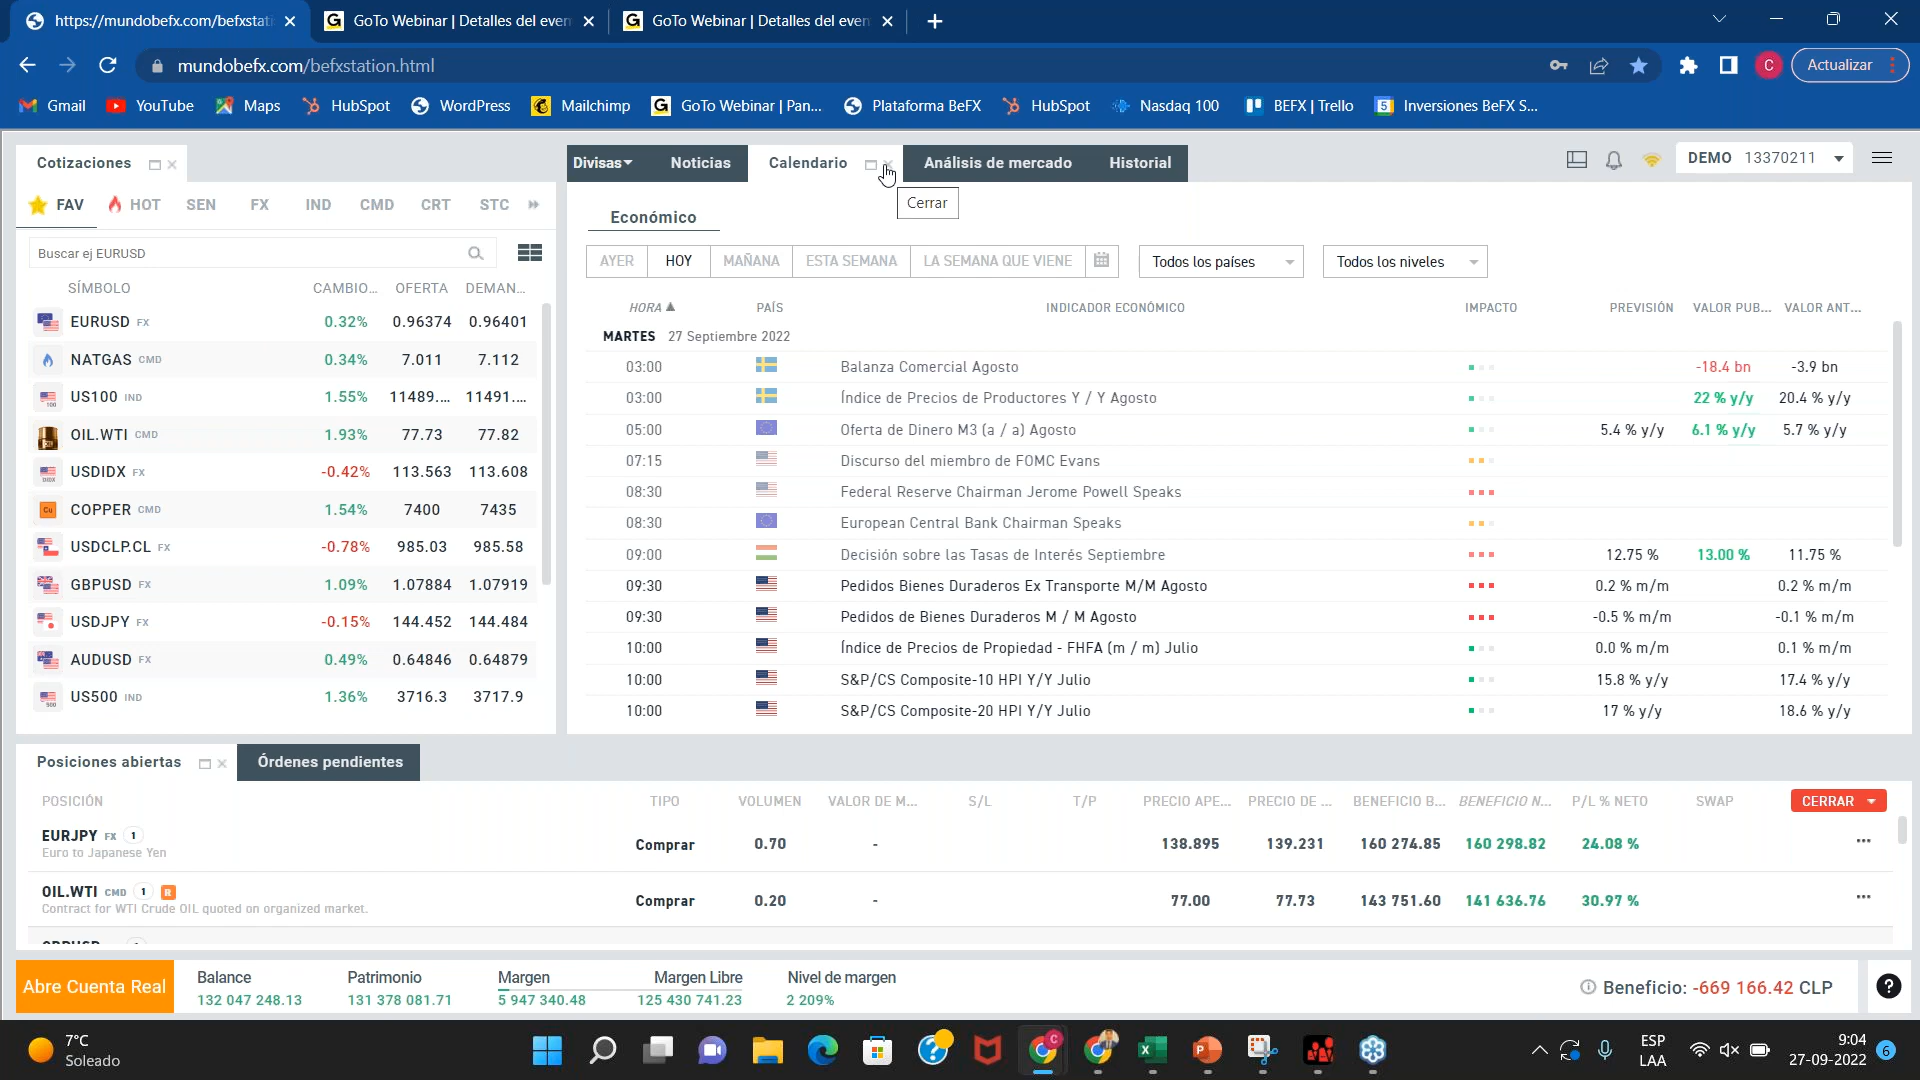 https://mundobefx.com/befxstati
GoTo Webinar | Detalles del even
GoTo Webinar | Detalles del even
mundobefx.com/befxstation.html
C
Actualizar
Gmail
YouTube
Maps
HubSpot
WordPress
Mailchimp
GoTo Webinar | Pan...
Plataforma BeFX
HubSpot
Nasdaq 100
BEFX | Trello
Inversiones BeFX S...
Cotizaciones
Divisas
Noticias
Calendario
Análisis de mercado
Historial
DEMO 13370211
Cerrar
FAV HOT SEN FX IND CMD CRT STC
Económico
Buscar ej EURUSD
AYER HOY MAÑANA ESTA SEMANA LA SEMANA QUE VIENE
Todos los países
Todos los niveles
SÍMBOLO CAMBIO... OFERTA DEMAN...
EURUSD FX 0.32% 0.96374 0.96401
NATGAS CMD 0.34% 7.011 7.112
US100 IND 1.55% 11489.... 11491....
OIL.WTI CMD 1.93% 77.73 77.82
USDIDX FX -0.42% 113.563 113.608
COPPER CMD 1.54% 7400 7435
USDCLP.CL FX -0.78% 985.03 985.58
GBPUSD FX 1.09% 1.07884 1.07919
USDJPY FX -0.15% 144.452 144.484
AUDUSD FX 0.49% 0.64846 0.64879
US500 IND 1.36% 3716.3 3717.9
HORA PAÍS INDICADOR ECONÓMICO IMPACTO PREVISIÓN VALOR PUB... VALOR ANT...
MARTES 27 Septiembre 2022
03:00 Balanza Comercial Agosto -18.4 bn -3.9 bn
03:00 Índice de Precios de Productores Y / Y Agosto 22 % y/y 20.4 % y/y
05:00 Oferta de Dinero M3 (a / a) Agosto 5.4 % y/y 6.1 % y/y 5.7 % y/y
07:15 Discurso del miembro de FOMC Evans
08:30 Federal Reserve Chairman Jerome Powell Speaks
08:30 European Central Bank Chairman Speaks
09:00 Decisión sobre las Tasas de Interés Septiembre 12.75 % 13.00 % 11.75 %
09:30 Pedidos Bienes Duraderos Ex Transporte M/M Agosto 0.2 % m/m 0.2 % m/m
09:30 Pedidos de Bienes Duraderos M / M Agosto -0.5 % m/m -0.1 % m/m
10:00 Índice de Precios de Propiedad - FHFA (m / m) Julio 0.0 % m/m 0.1 % m/m
10:00 S&P/CS Composite-10 HPI Y/Y Julio 15.8 % y/y 17.4 % y/y
10:00 S&P/CS Composite-20 HPI Y/Y Julio 17 % y/y 18.6 % y/y
Posiciones abiertas
Órdenes pendientes
POSICIÓN TIPO VOLUMEN VALOR DE M... S/L T/P PRECIO APE... PRECIO DE ... BENEFICIO B... BENEFICIO N... P/L % NETO SWAP CERRAR
EURJPY FX 1 Comprar 0.70 - 138.895 139.231 160 274.85 160 298.82 24.08 % ...
Euro to Japanese Yen
OIL.WTI CMD 1 R Comprar 0.20 - 77.00 77.73 143 751.60 141 636.76 30.97 % ...
Contract for WTI Crude OIL quoted on organized market.
Abre Cuenta Real
Balance Patrimonio Margen Margen Libre Nivel de margen
132 047 248.13 131 378 081.71 5 947 340.48 125 430 741.23 2 209%
Beneficio: -669 166.42 CLP
7°C
Soleado
ESP
LAA
9:04
27-09-2022
6